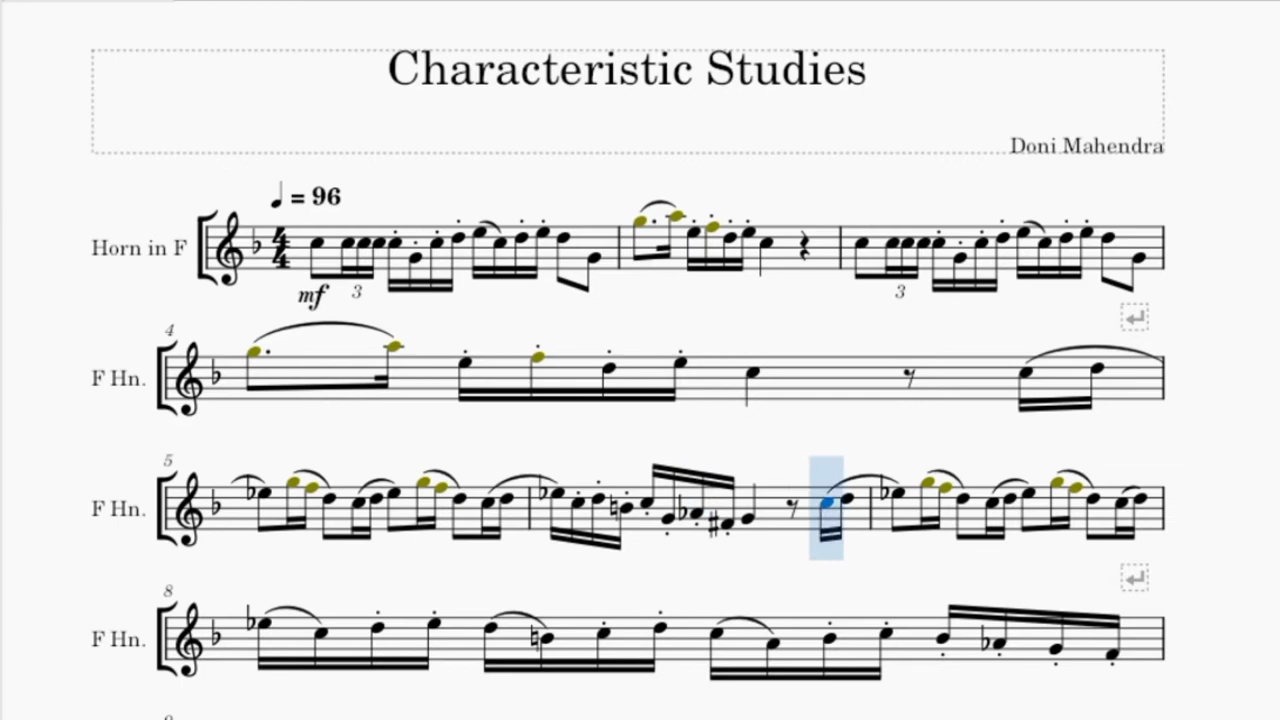 Characteristic Studies
Doni Mahendra
= 96
Horn in F
4
4
mf
3
3
4
F Hn.
5
F Hn.
8
F Hn.